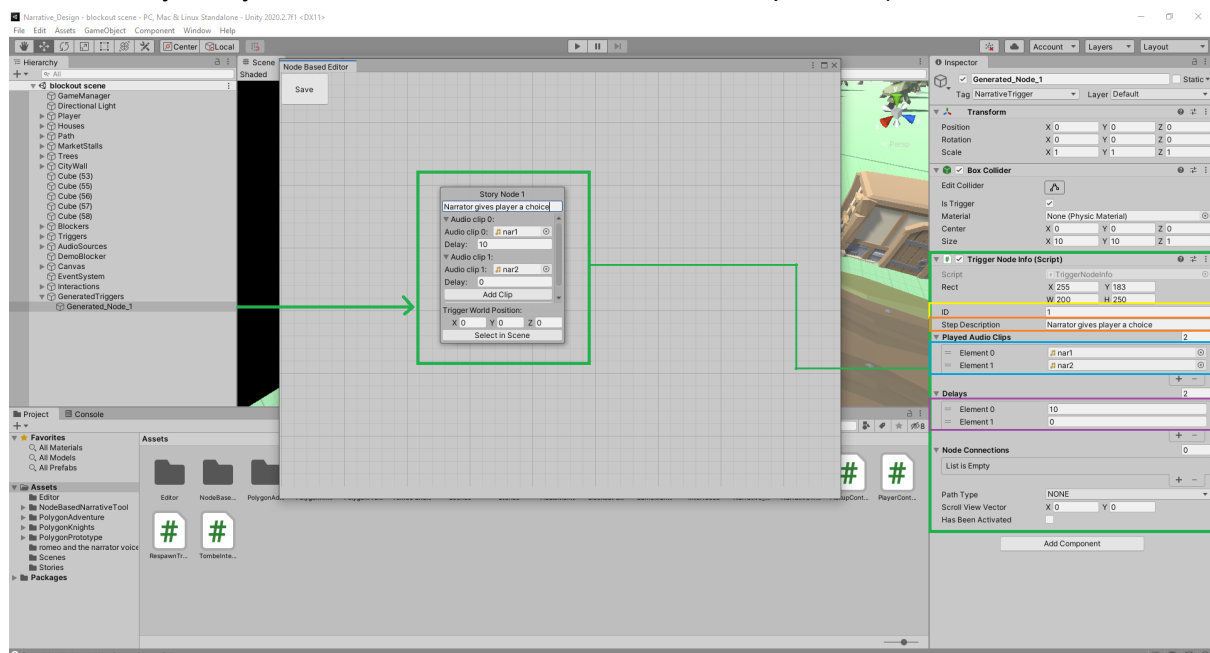 Narrative_Design - blockout scene - PC, Mac & Linux Standalone - Unity 2020.2.7f1 <DX11>
File Edit Assets GameObject Component Window Help
Center Local
Account Layers Layout
Hierarchy
All
blockout scene
GameManager
Directional Light
Player
Houses
Path
MarketStalls
Trees
CityWall
Cube (53)
Cube (55)
Cube (56)
Cube (57)
Cube (58)
Blockers
Triggers
AudioSources
DemoBlocker
Canvas
EventSystem
Interactions
GeneratedTriggers
Generated_Node_1
Scene
Shaded
Persp
Node Based Editor
Save
Story Node 1
Narrator gives player a choice
Audio clip 0:
Audio clip 0: nar1
Delay: 10
Audio clip 1:
Audio clip 1: nar2
Delay: 0
Add Clip
Trigger World Position:
X 0 Y 0 Z 0
Select in Scene
Inspector
Generated_Node_1 Static
Tag NarrativeTrigger Layer Default
Transform
Position X 0 Y 0 Z 0
Rotation X 0 Y 0 Z 0
Scale X 1 Y 1 Z 1
Box Collider
Edit Collider
Is Trigger
Material None (Physic Material)
Center X 0 Y 0 Z 0
Size X 10 Y 10 Z 1
Trigger Node Info (Script)
Script TriggerNodeInfo
Rect X 255 Y 183
W 200 H 250
ID 1
Step Description Narrator gives player a choice
Played Audio Clips 2
Element 0 nar1
Element 1 nar2
Delays 2
Element 0 10
Element 1 0
Node Connections 0
List is Empty
Path Type NONE
Scroll View Vector X 0 Y 0
Has Been Activated
Add Component
Project Console
8
Favorites
All Materials
All Models
All Prefabs
Assets
Editor
NodeBasedNarrativeTool
PolygonAdventure
PolygonKnights
PolygonPrototype
romeo and the narrator voice
Scenes
Stories
Packages
Assets
Editor NodeBase... PolygonAd... PlayerCont...
RespawnTr... TombeInte...